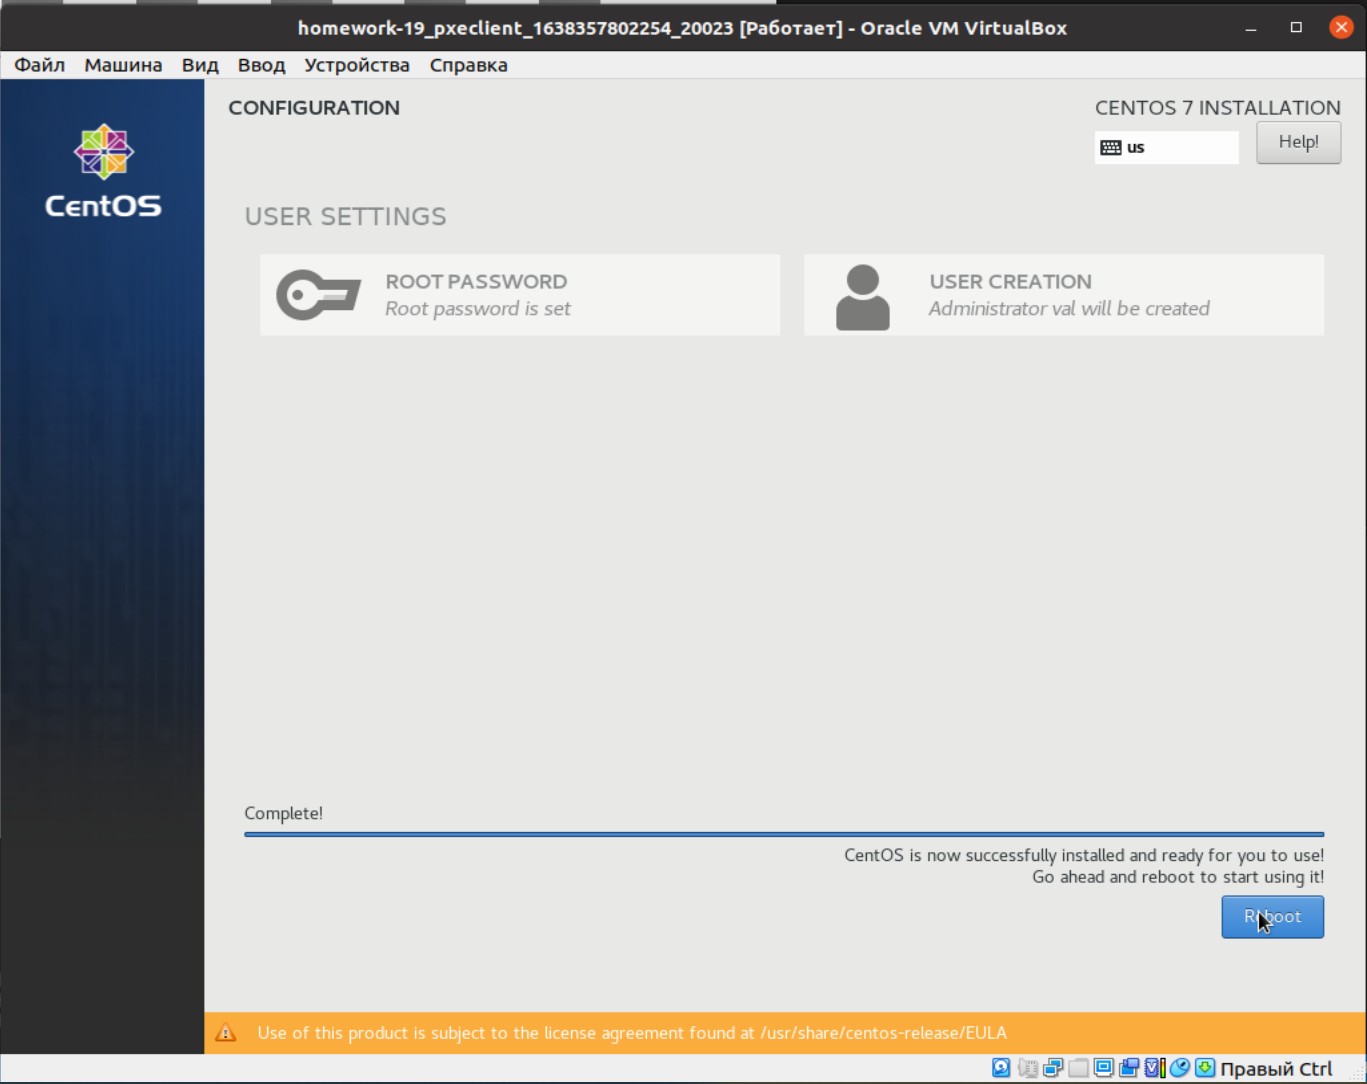 homework-19_pxeclient_1638357802254_20023 [Работает] - Oracle VM VirtualBox
Файл Машина Вид Ввод Устройства Справка
CentOS
CONFIGURATION
CENTOS 7 INSTALLATION
us
Help!
USER SETTINGS
ROOT PASSWORD
Root password is set
USER CREATION
Administrator val will be created
Complete!
CentOS is now successfully installed and ready for you to use!
Go ahead and reboot to start using it!
Reboot
Use of this product is subject to the license agreement found at /usr/share/centos-release/EULA
Правый Ctrl